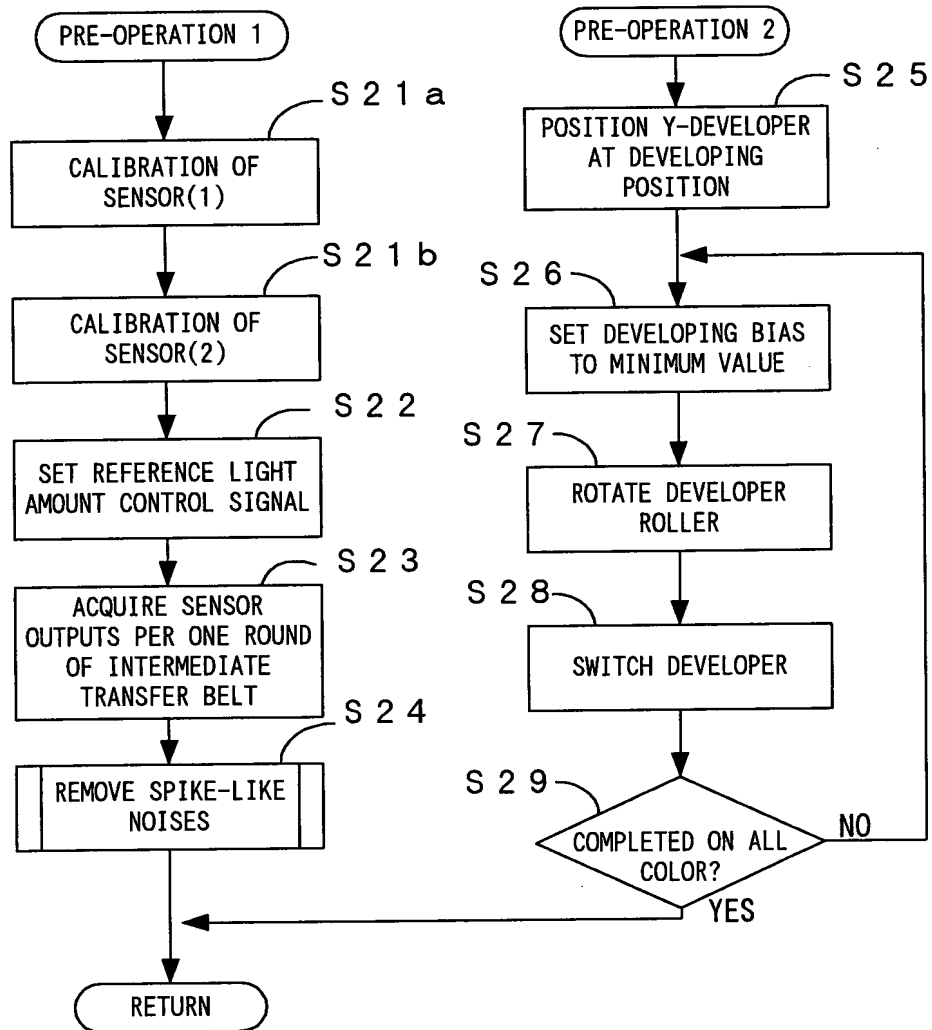 PRE-OPERATION 1
S21a
CALIBRATION OF
SENSOR(1)
S21b
CALIBRATION OF
SENSOR(2)
S22
SET REFERENCE LIGHT
AMOUNT CONTROL SIGNAL
S23
ACQUIRE SENSOR
OUTPUTS PER ONE ROUND
OF INTERMEDIATE
TRANSFER BELT
S24
REMOVE SPIKE-LIKE
NOISES
RETURN
PRE-OPERATION 2
S25
POSITION Y-DEVELOPER
AT DEVELOPING
POSITION
S26
SET DEVELOPING BIAS
TO MINIMUM VALUE
S27
ROTATE DEVELOPER
ROLLER
S28
SWITCH DEVELOPER
S29
COMPLETED ON ALL
COLOR?
NO
YES